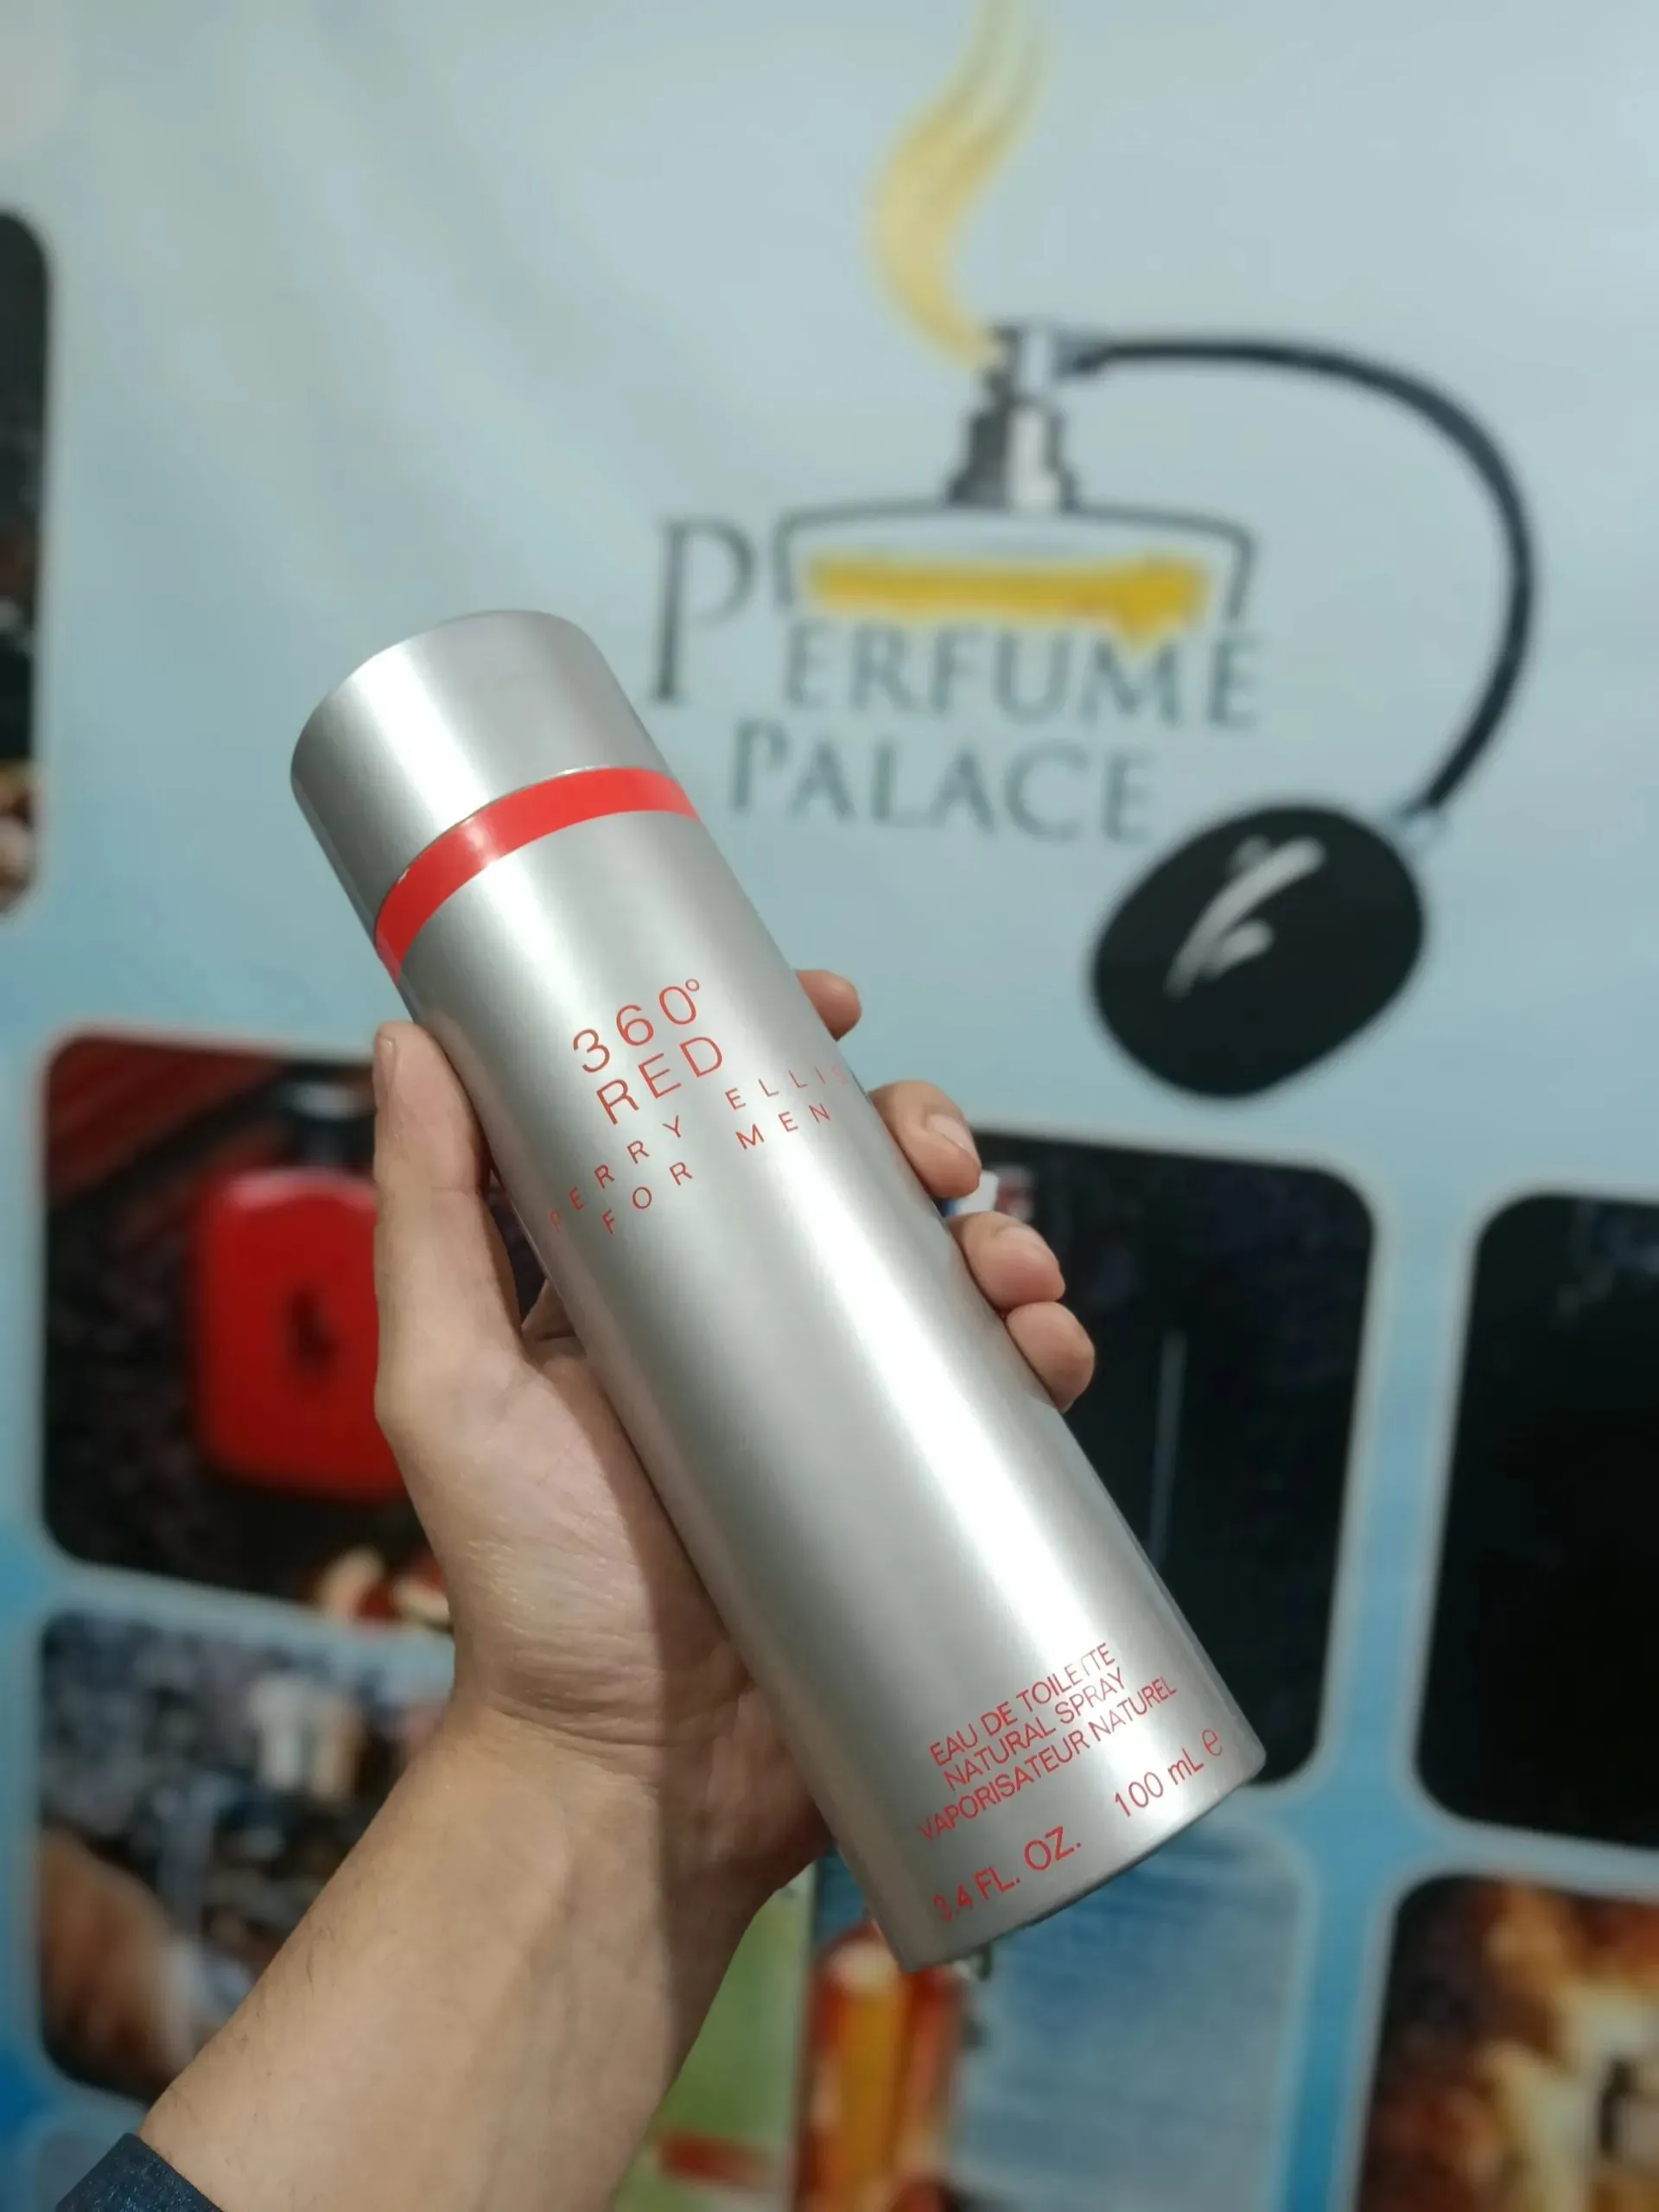 PERFUME
PALACE
360°
RED
PERRY ELLIS
FOR MEN
EAU DE TOILETTE
NATURAL SPRAY
VAPORISATEUR NATUREL
3.4 FL. OZ. 100 mL e